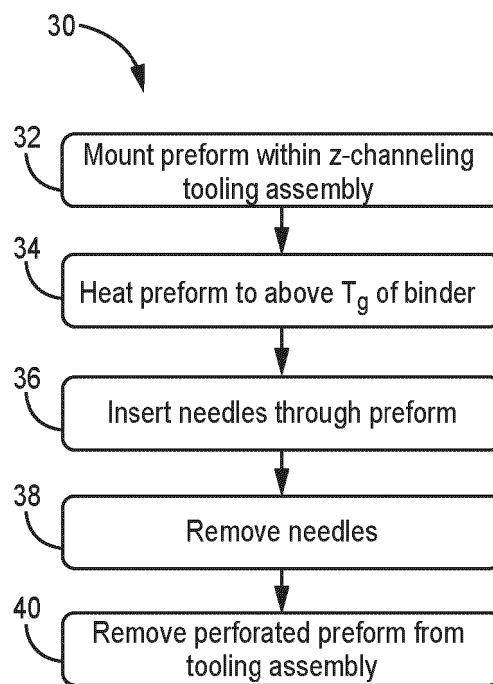 30
32
Mount preform within z-channeling
tooling assembly
34
Heat preform to above Tg of binder
36
Insert needles through preform
38
Remove needles
40
Remove perforated preform from
tooling assembly